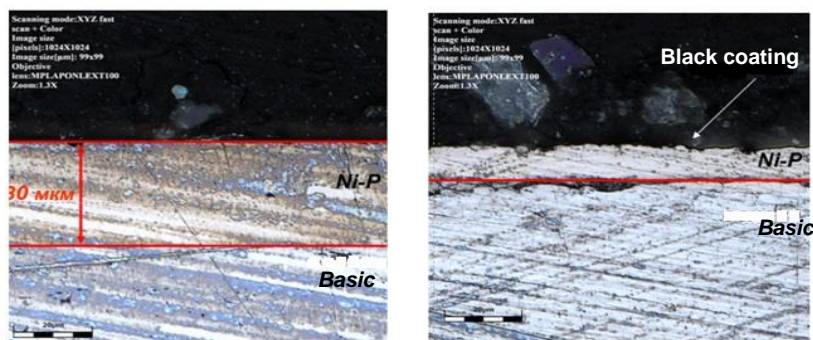 Scanning mode:XYZ fast
scan + Color
Image size
[pixels]:1024X1024
Image size[µm]: 99x99
Objective
lens:MPLAPONLEXT100
Zoom:1.3X
Ni-P
30 мкм
Basic
20µm
Scanning mode:XYZ fast
scan + Color
Image size
[pixels]:1024X1024
Image size[µm]: 99x99
Objective
lens:MPLAPONLEXT100
Zoom:1.3X
Black coating
Ni-P
Basic
20µm